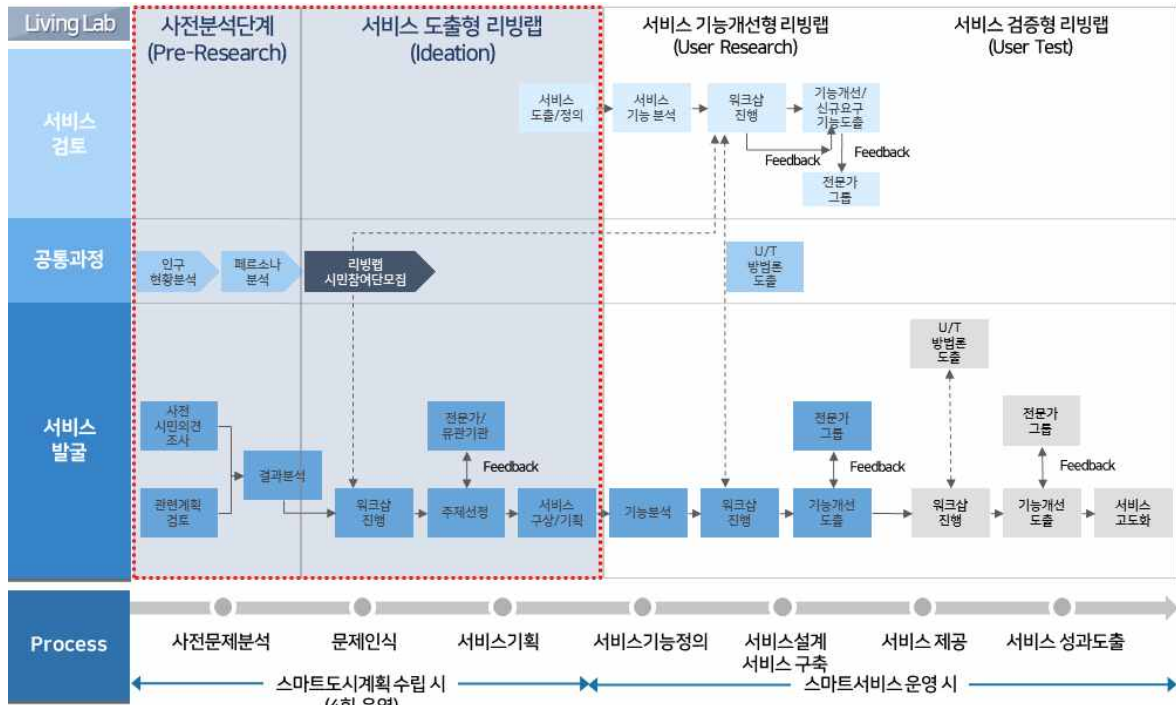 Living Lab
사전분석단계
(Pre-Research)
서비스 도출형 리빙랩
(Ideation)
서비스 기능개선형 리빙랩
(User Research)
서비스 검증형 리빙랩
(User Test)
서비스
검토
서비스
도출/정의
서비스
기능 분석
워크샵
진행
기능개선/
신규요구
기능도출
Feedback
Feedback
전문가
그룹
공통과정
인구
현황분석
페르소나
분석
리빙랩
시민참여단모집
U/T
방법론
도출
서비스
발굴
사전
시민의견
조사
관련계획
검토
결과분석
전문가/
유관기관
Feedback
워크샵
진행
주제선정
서비스
구상/기획
기능분석
워크샵
진행
전문가
그룹
Feedback
기능개선
도출
U/T
방법론
도출
워크샵
진행
전문가
그룹
Feedback
기능개선
도출
서비스
고도화
Process
사전문제분석
문제인식
서비스기획
서비스기능정의
서비스설계
서비스 구축
서비스 제공
서비스 성과도출
스마트도시계획 수립 시
(4회 운영)
스마트서비스 운영 시